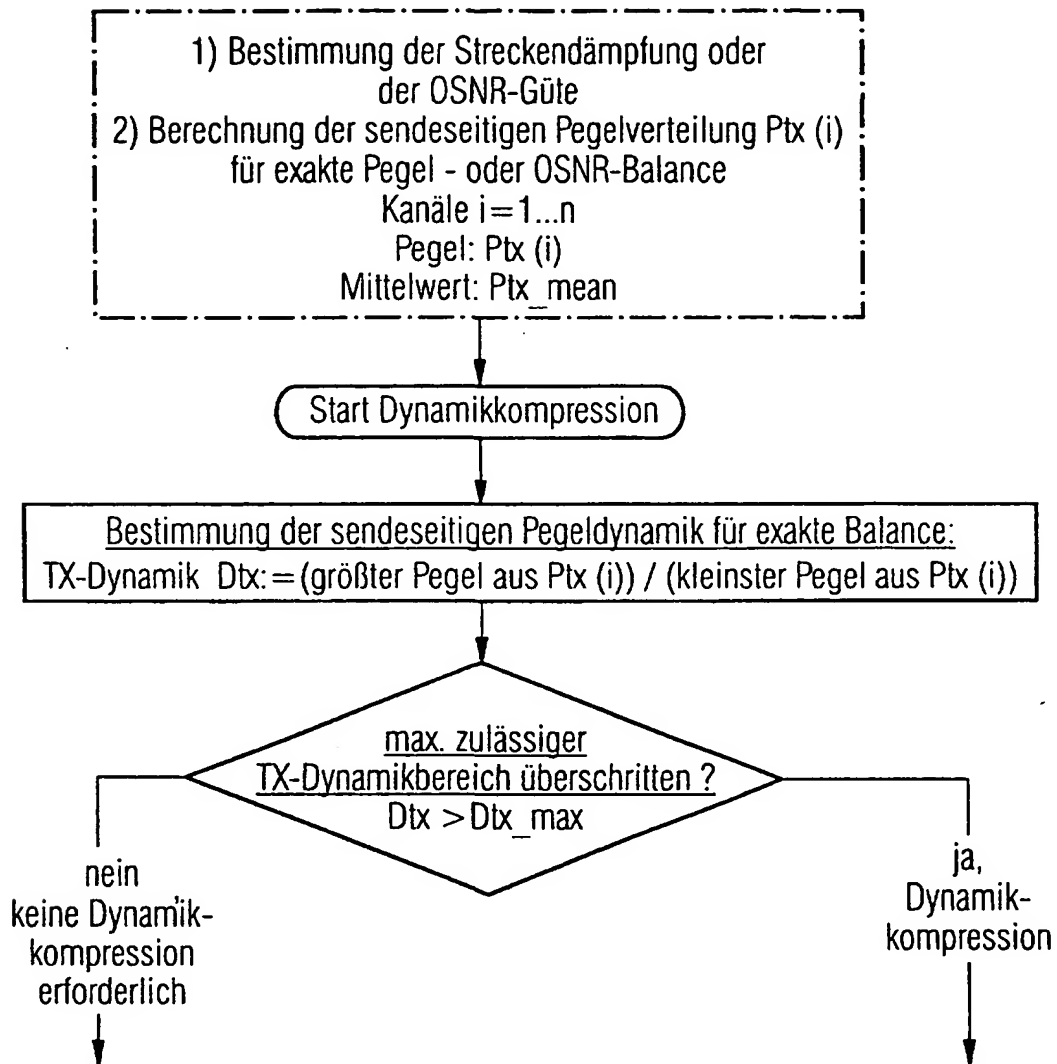 1) Bestimmung der Streckendämpfung oder
der OSNR-Güte
2) Berechnung der sendeseitigen Pegelverteilung Ptx (i)
für exakte Pegel - oder OSNR-Balance
Kanäle i=1...n
Pegel: Ptx (i)
Mittelwert: Ptx_mean
Start Dynamikkompression
Bestimmung der sendeseitigen Pegeldynamik für exakte Balance:
TX-Dynamik Dtx:=(größter Pegel aus Ptx (i)) / (kleinster Pegel aus Ptx (i))
max. zulässiger
TX-Dynamikbereich überschritten ?
Dtx >Dtx_max
nein
keine Dynamik-
kompression
erforderlich
ja,
Dynamik-
kompression